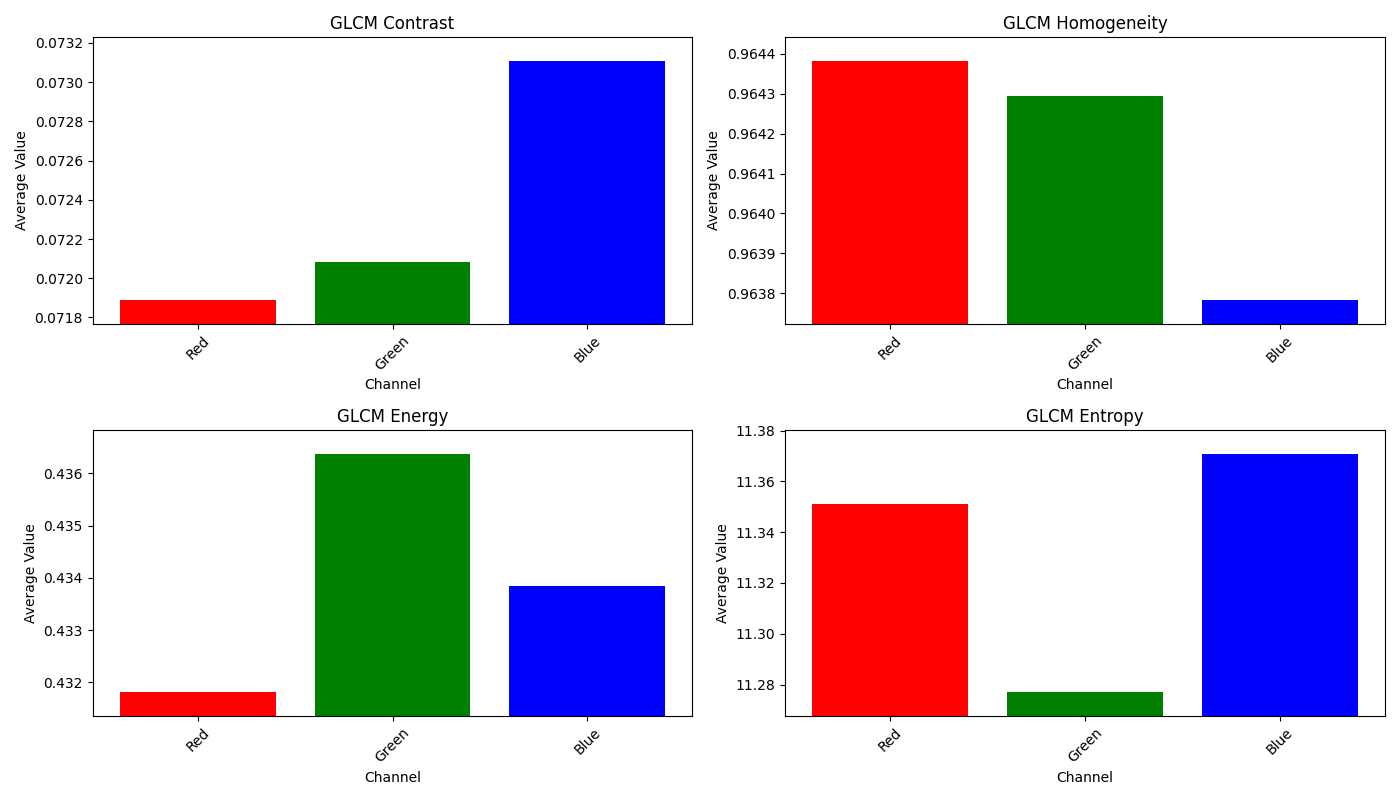 GLCM Contrast
Average Value
0.0732
0.0730
0.0728
0.0726
0.0724
0.0722
0.0720
0.0718
Red
Green
Blue
Channel
GLCM Homogeneity
Average Value
0.9644
0.9643
0.9642
0.9641
0.9640
0.9639
0.9638
Red
Green
Blue
Channel
GLCM Energy
Average Value
0.436
0.435
0.434
0.433
0.432
Red
Green
Blue
Channel
GLCM Entropy
Average Value
11.38
11.36
11.34
11.32
11.30
11.28
Red
Green
Blue
Channel